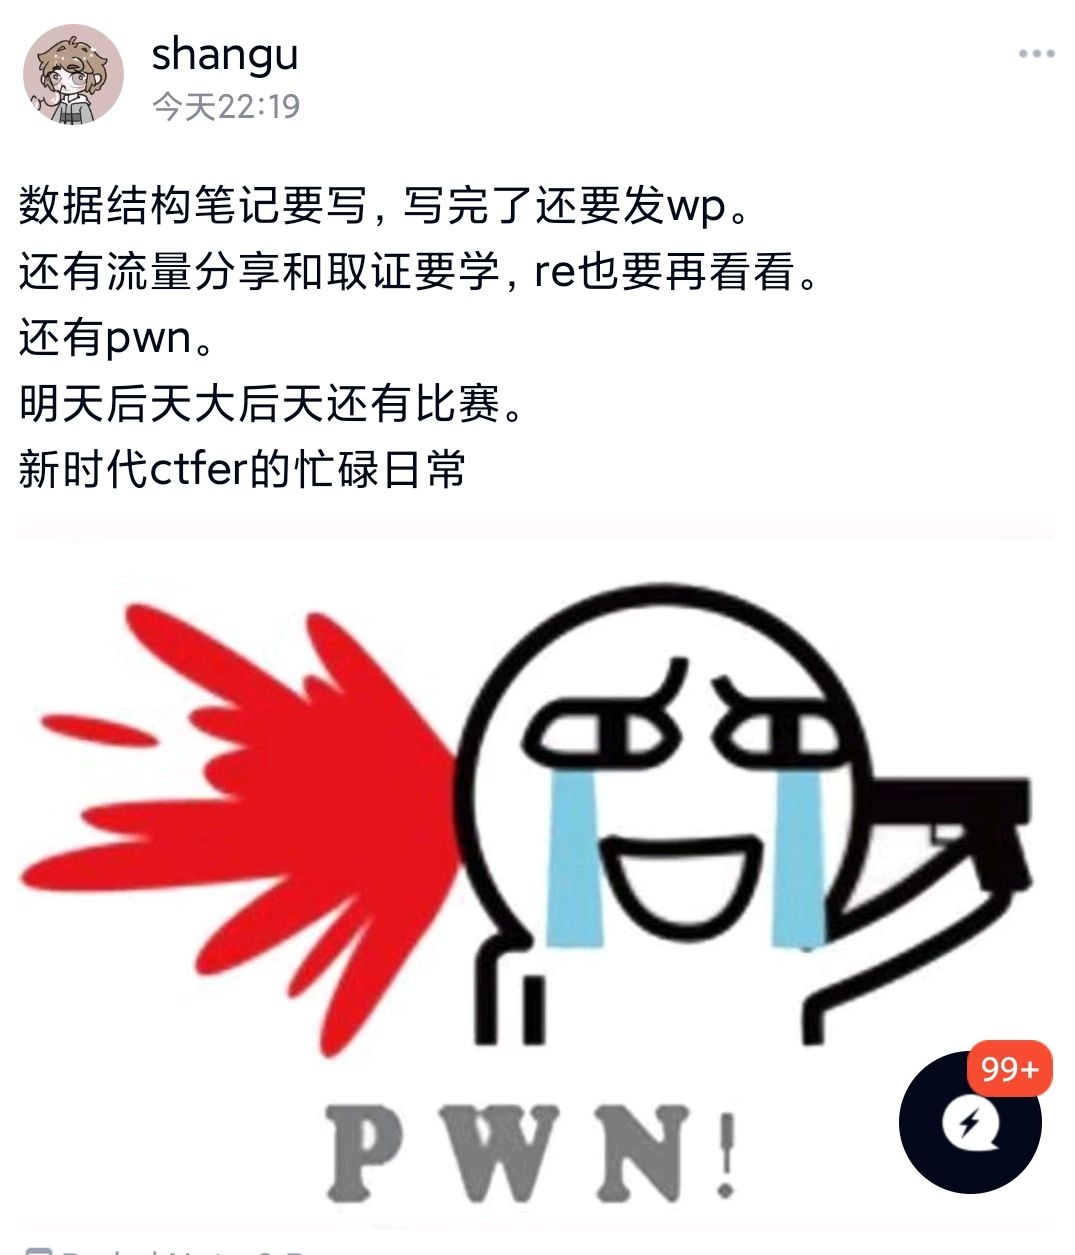 shangu
今天22:19
数据结构笔记要写，写完了还要发wp。
还有流量分享和取证要学，re也要再看看。
还有pwn。
明天后天大后天还有比赛。
新时代ctfer的忙碌日常
PWN!
99+